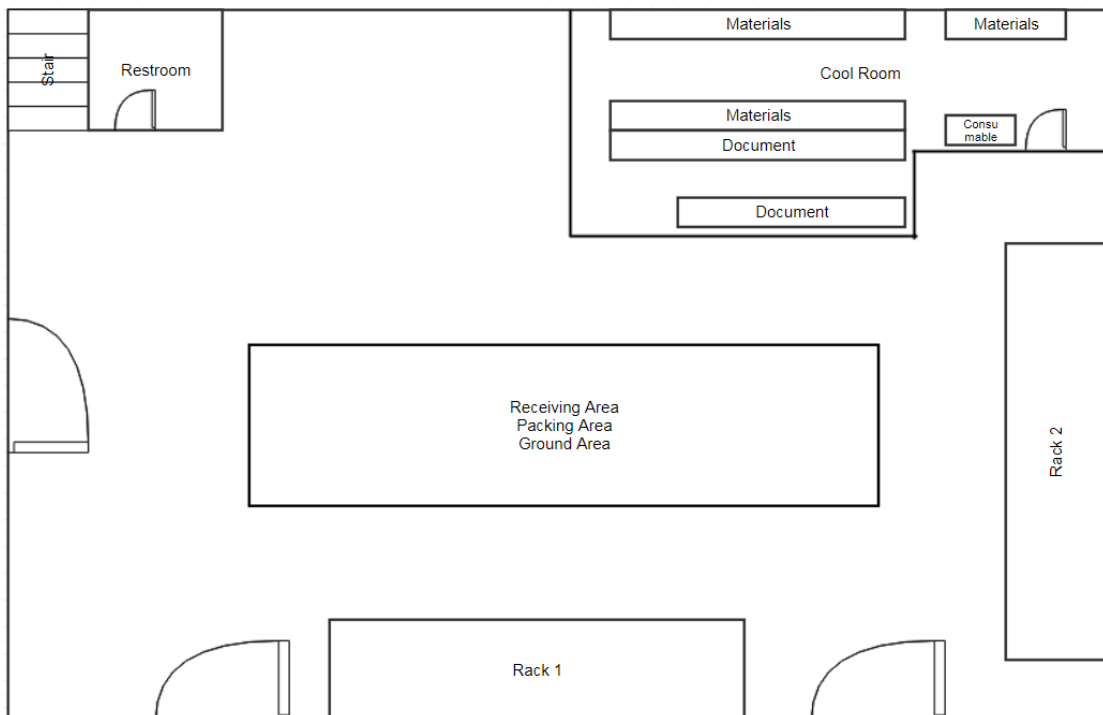 Materials
Materials
Stair
Restroom
Cool Room
Materials
Consu
mable
Document
Document
Receiving Area
Packing Area
Ground Area
Rack 2
Rack 1